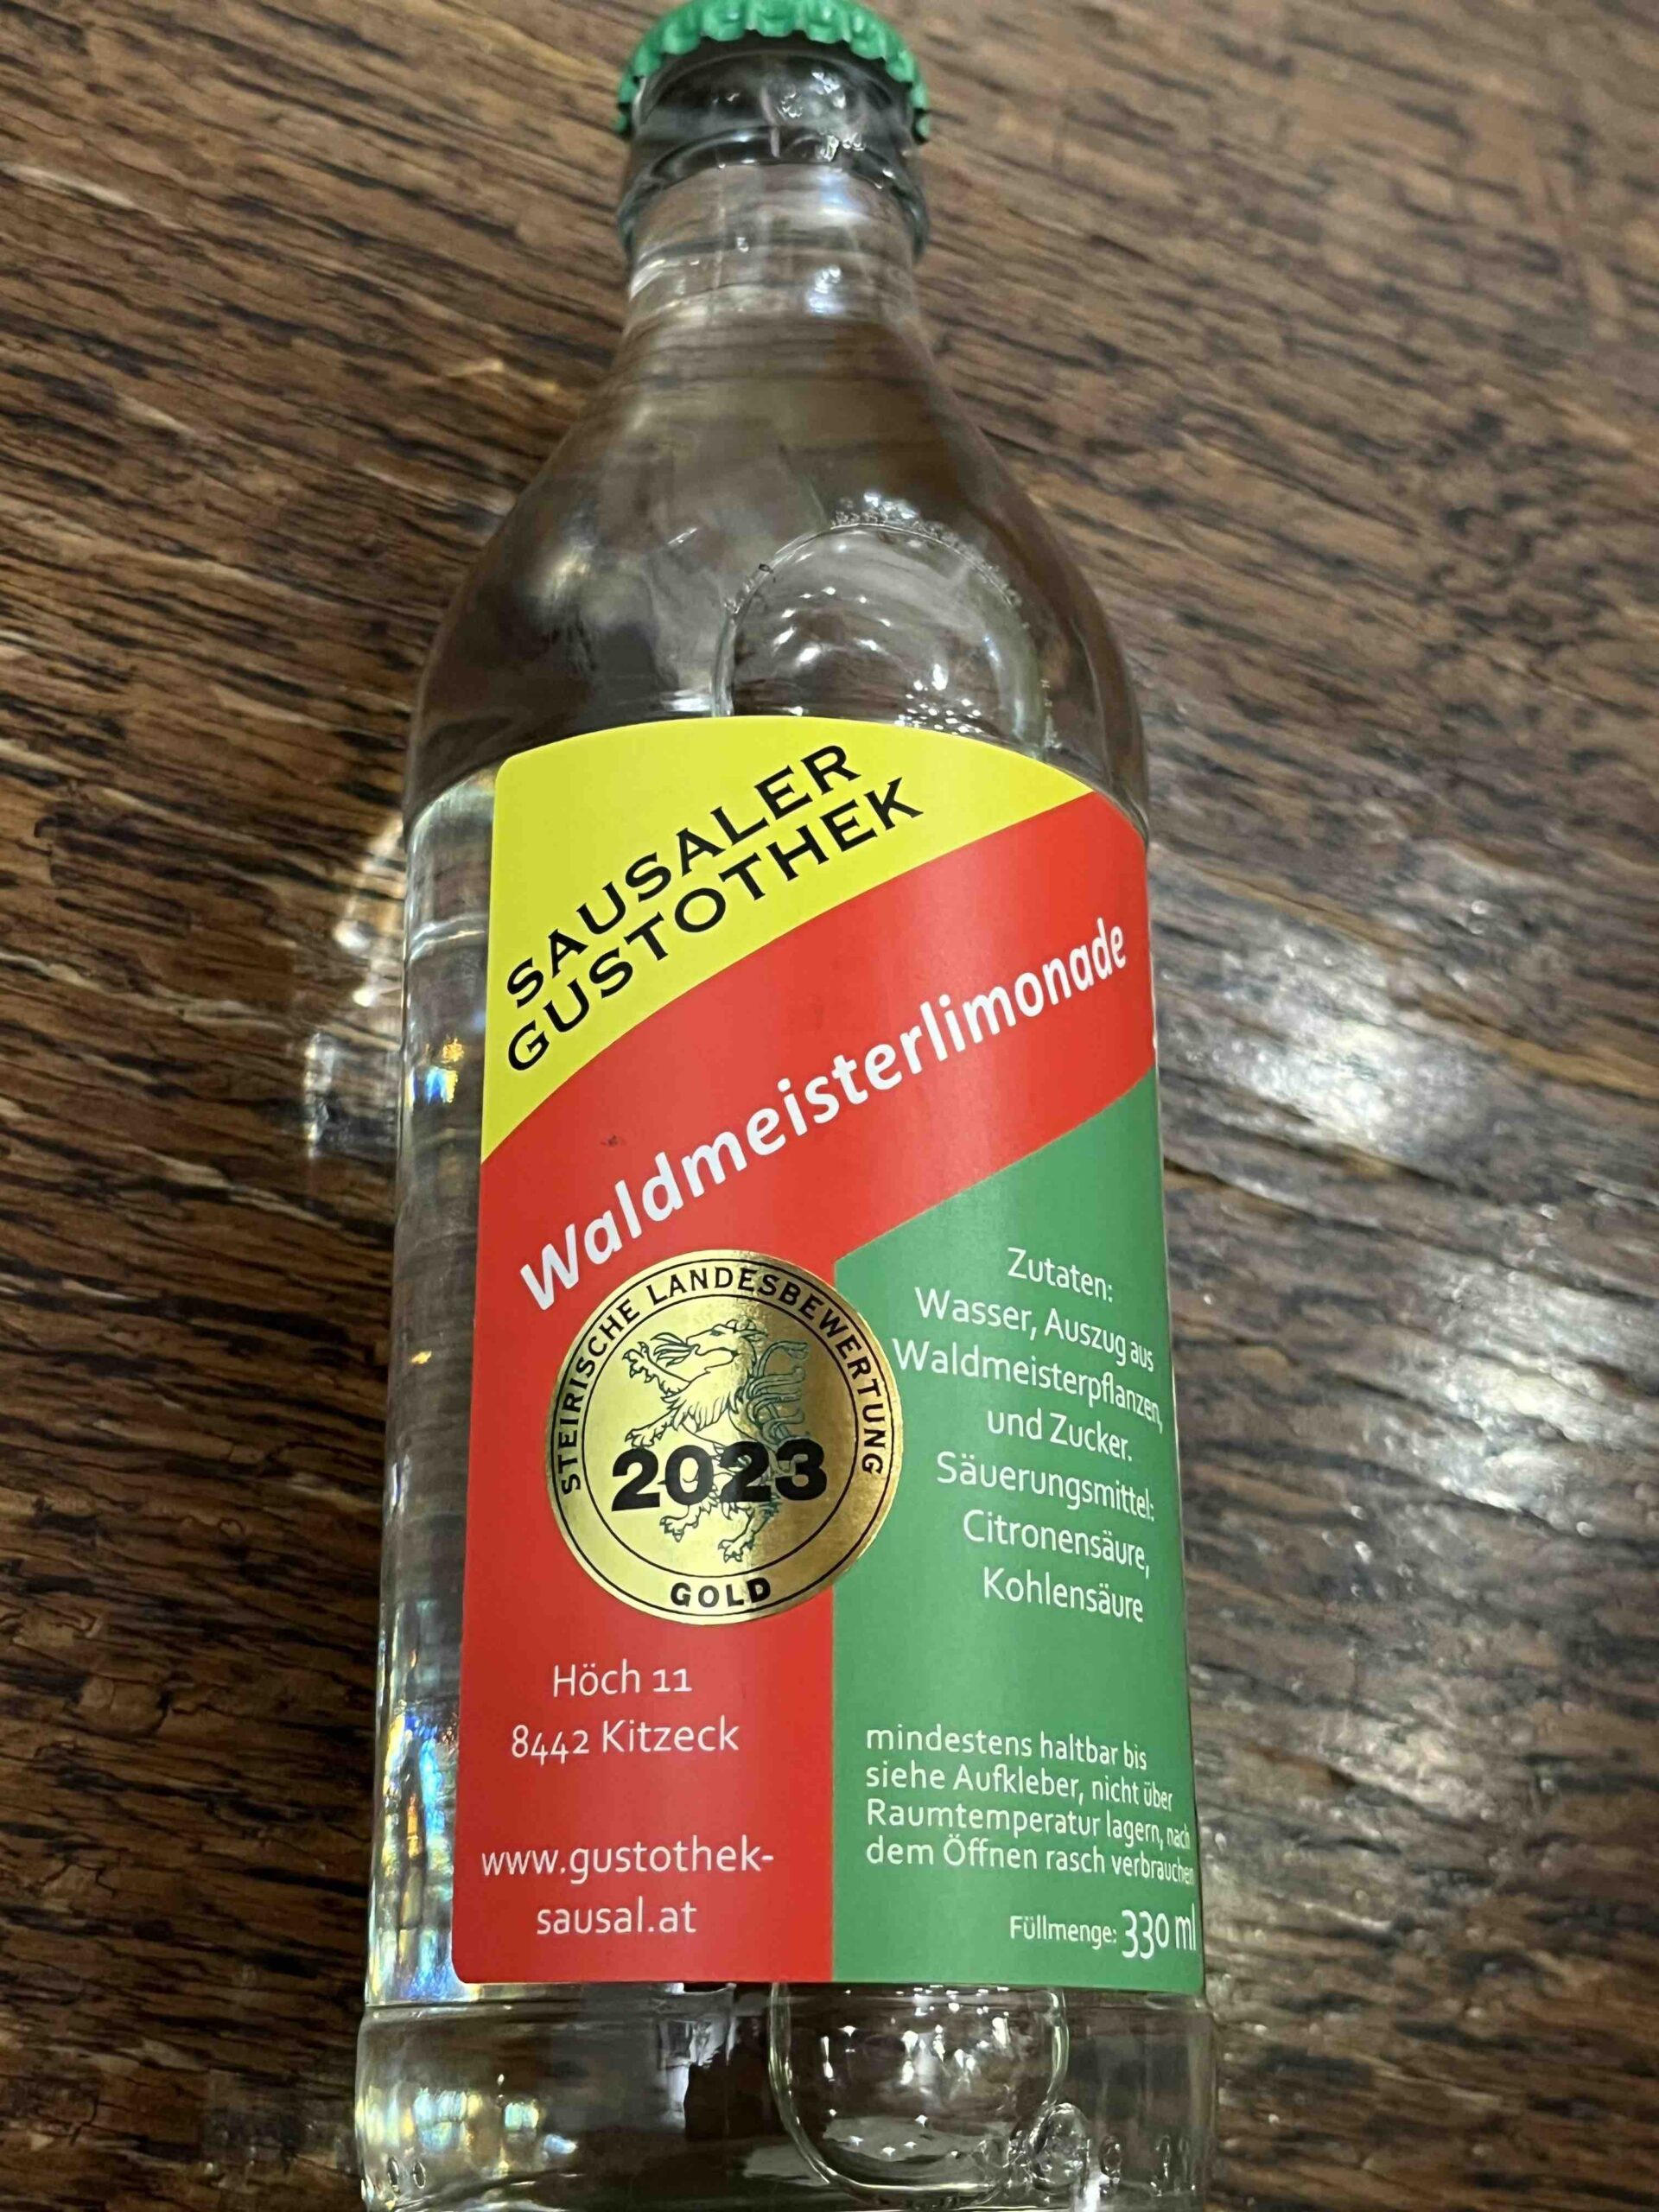 SAUSALER
GUSTOTHEK
Waldmeisterlimonade
STEIRISCHE LANDESBEWERTUNG
2023
GOLD
Höch 11
8442 Kitzeck
www.gustothek-
sausal.at
Zutaten:
Wasser, Auszug aus
Waldmeisterpflanzen,
und Zucker.
Säuerungsmittel:
Citronensäure,
Kohlensäure
mindestens haltbar bis
siehe Aufkleber, nicht über
Raumtemperatur lagern, nach
dem Öffnen rasch verbrauchen
Füllmenge: 330 ml